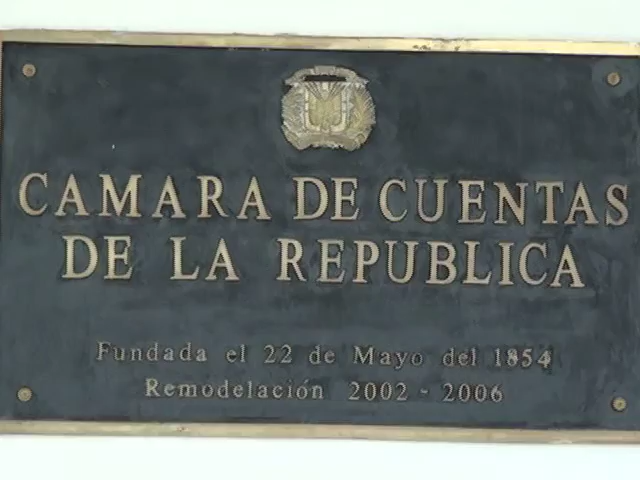 CAMARA DE CUENTAS
DE LA REPUBLICA
Fundada el 22 de Mayo del 1854
Remodelación 2002 - 2006